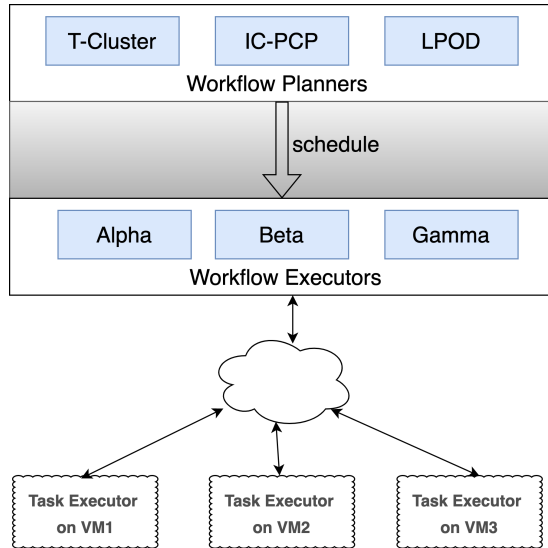 T-Cluster IC-PCP LPOD
Workflow Planners
schedule
Alpha Beta Gamma
Workflow Executors
Task Executor Task Executor Task Executor
on VM1 on VM2 on VM3